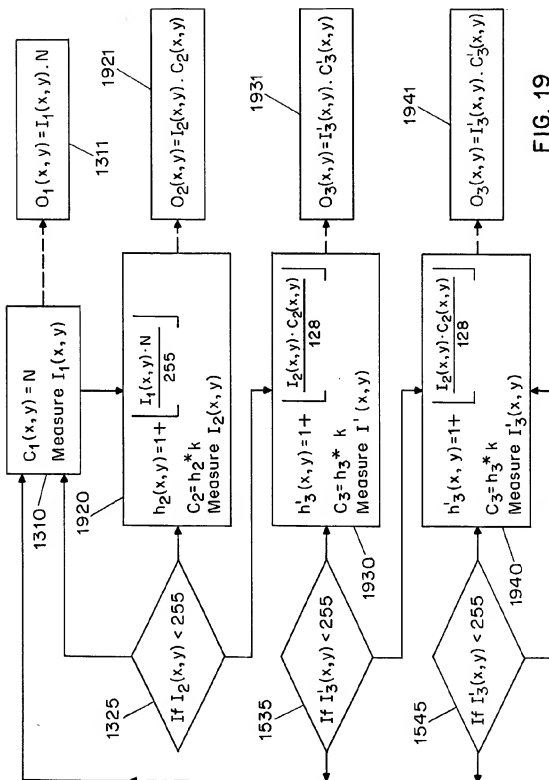 C₁(x,y)=N
Measure I₁(x,y)
1310
O₁(x,y)=I₁(x,y).N
1311
1920
h₂(x,y)=1+⌊I₁(x,y)·N / 255⌋
C₂=h₂*k
Measure I₂(x,y)
O₂(x,y)=I₂(x,y).C₂(x,y)
1921
If I₂(x,y)<255
1325
h'₃(x,y)=1+⌊I₂(x,y)·C₂(x,y) / 128⌋
C₃=h₃* k
Measure I'(x,y)
1930
O₃(x,y)=I'₃(x,y).C'₃(x,y)
1931
If I'₃(x,y)<255
1535
h'₃(x,y)=1+⌊I₂(x,y)·C₂(x,y) / 128⌋
C₃=h₃* k
Measure I'₃(x,y)
1940
O₃(x,y)=I'₃(x,y).C'₃(x,y)
1941
If I'₃(x,y)<255
1545
FIG. 19